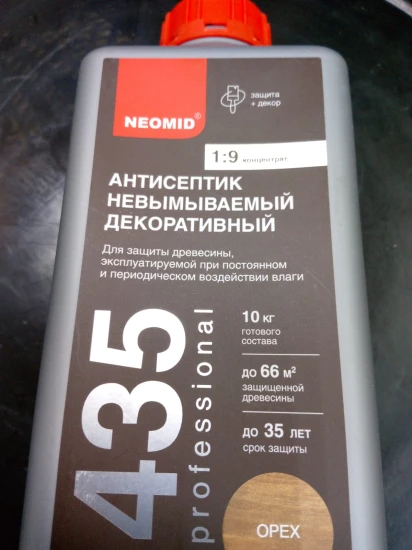 NEOMID®
защита
+ декор
1:9 концентрат
АНТИСЕПТИК
НЕВЫМЫВАЕМЫЙ
ДЕКОРАТИВНЫЙ
Для защиты древесины,
эксплуатируемой при постоянном
и периодическом воздействии влаги
435
professional
10 кг
готового
состава
до 66 м²
защищенной
древесины
до 35 ЛЕТ
срок защиты
ОРЕХ